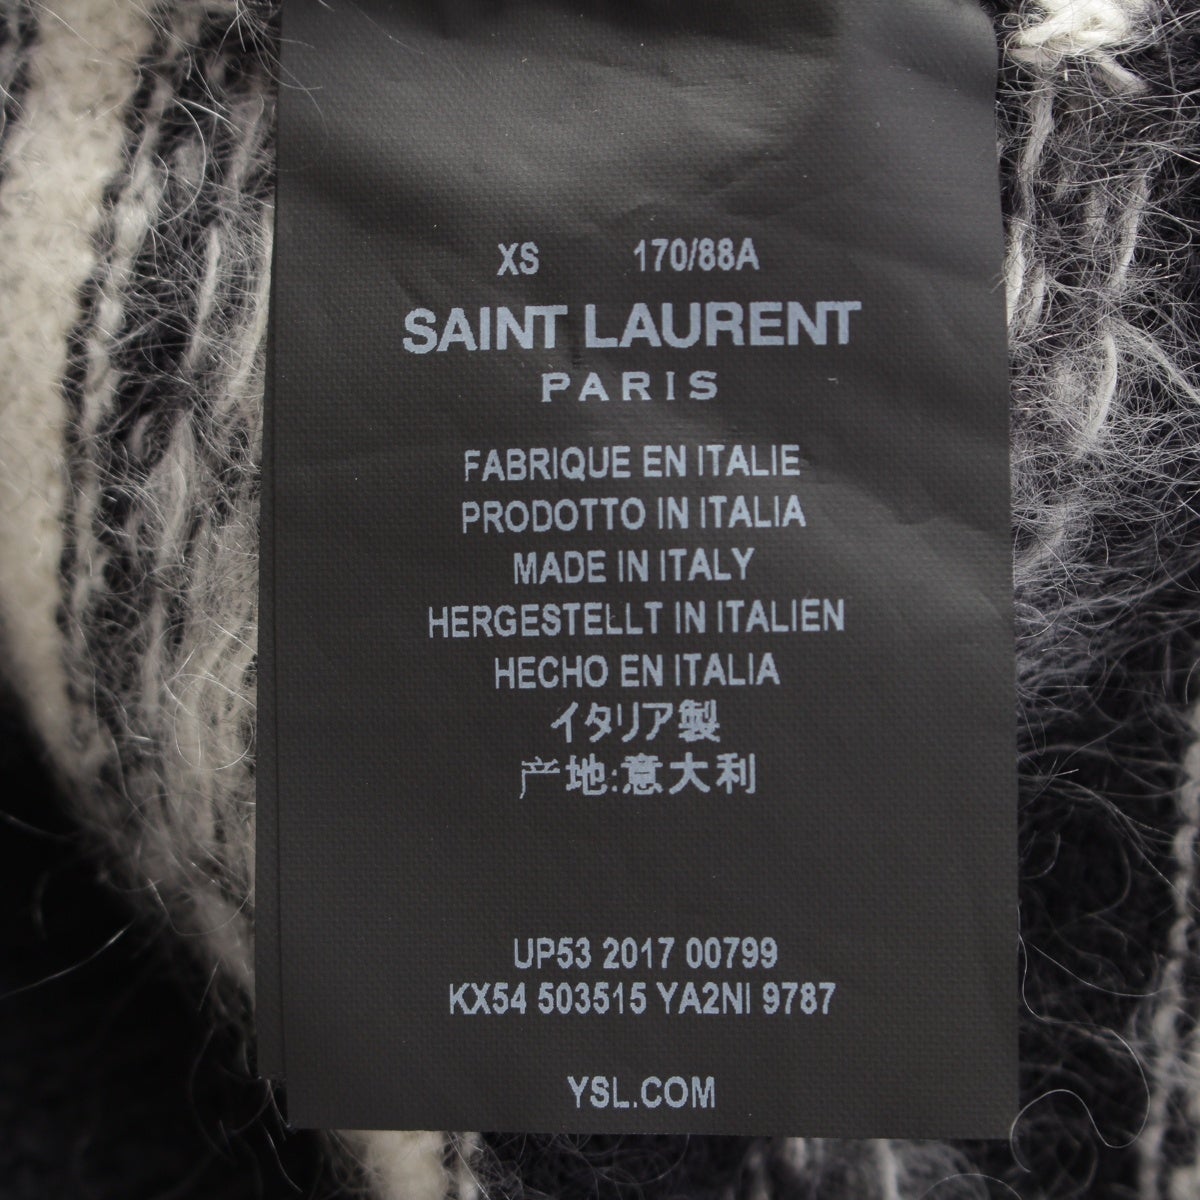 XS 170/88A
SAINT LAURENT
PARIS
FABRIQUE EN ITALIE
PRODOTTO IN ITALIA
MADE IN ITALY
HERGESTELLT IN ITALIEN
HECHO EN ITALIA
イタリア製
产地:意大利
UP53 2017 00799
KX54 503515 YA2NI 9787
YSL.COM